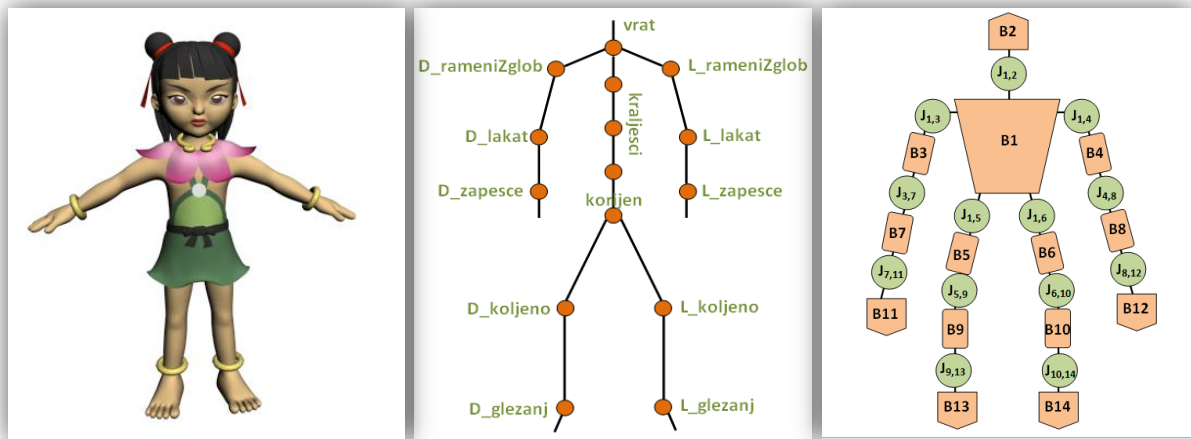 vrat
D_rameniZglob
L_rameniZglob
kraljesci
D_lakat
L_lakat
D_zapesce
L_zapesce
korijen
D_koljeno
L_koljeno
D_glezanj
L_glezanj
B2
J1,2
J1,3
J1,4
B1
B3
B4
J3,7
J4,8
J1,5
J1,6
B7
B8
B5
B6
J7,11
J8,12
J5,9
J6,10
B11
B12
B9
B10
J9,13
J10,14
B13
B14